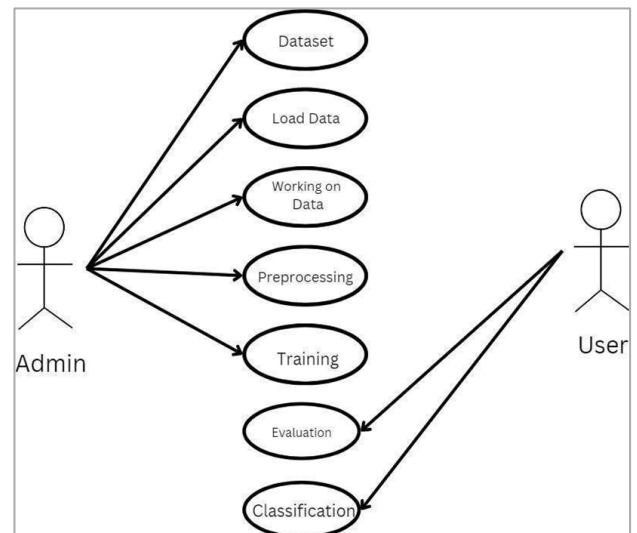 Dataset
Load Data
Working on
Data
Preprocessing
Training
Evaluation
Classification
Admin
User